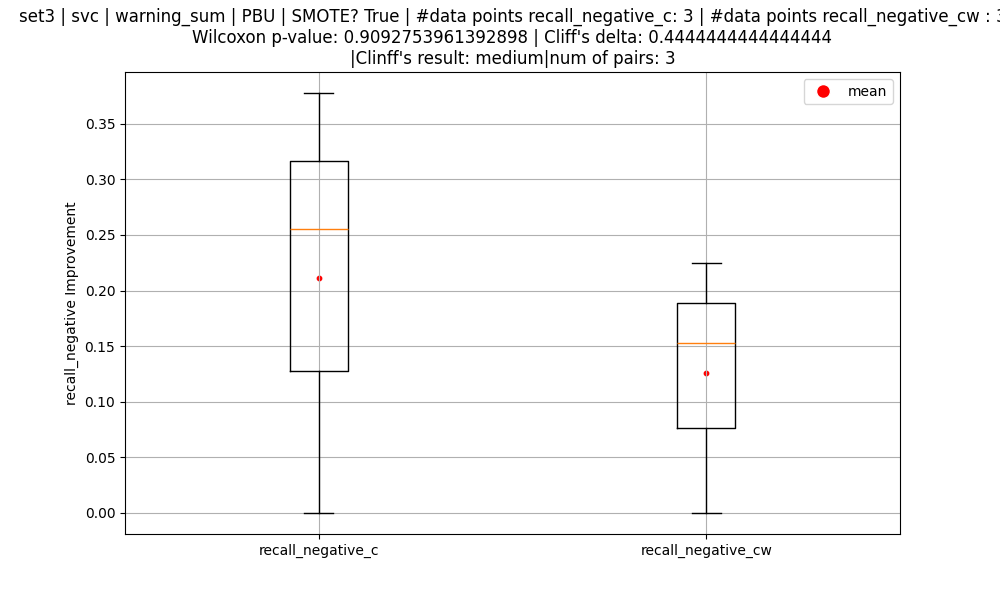 set3 | svc | warning_sum | PBU | SMOTE? True | #data points recall_negative_c: 3 | #data points recall_negative_cw : 3
Wilcoxon p-value: 0.9092753961392898 | Cliff's delta: 0.4444444444444444
|Clinff's result: medium|num of pairs: 3
mean
0.35
0.30
0.25
0.20
0.15
0.10
0.05
0.00
recall_negative Improvement
recall_negative_c
recall_negative_cw